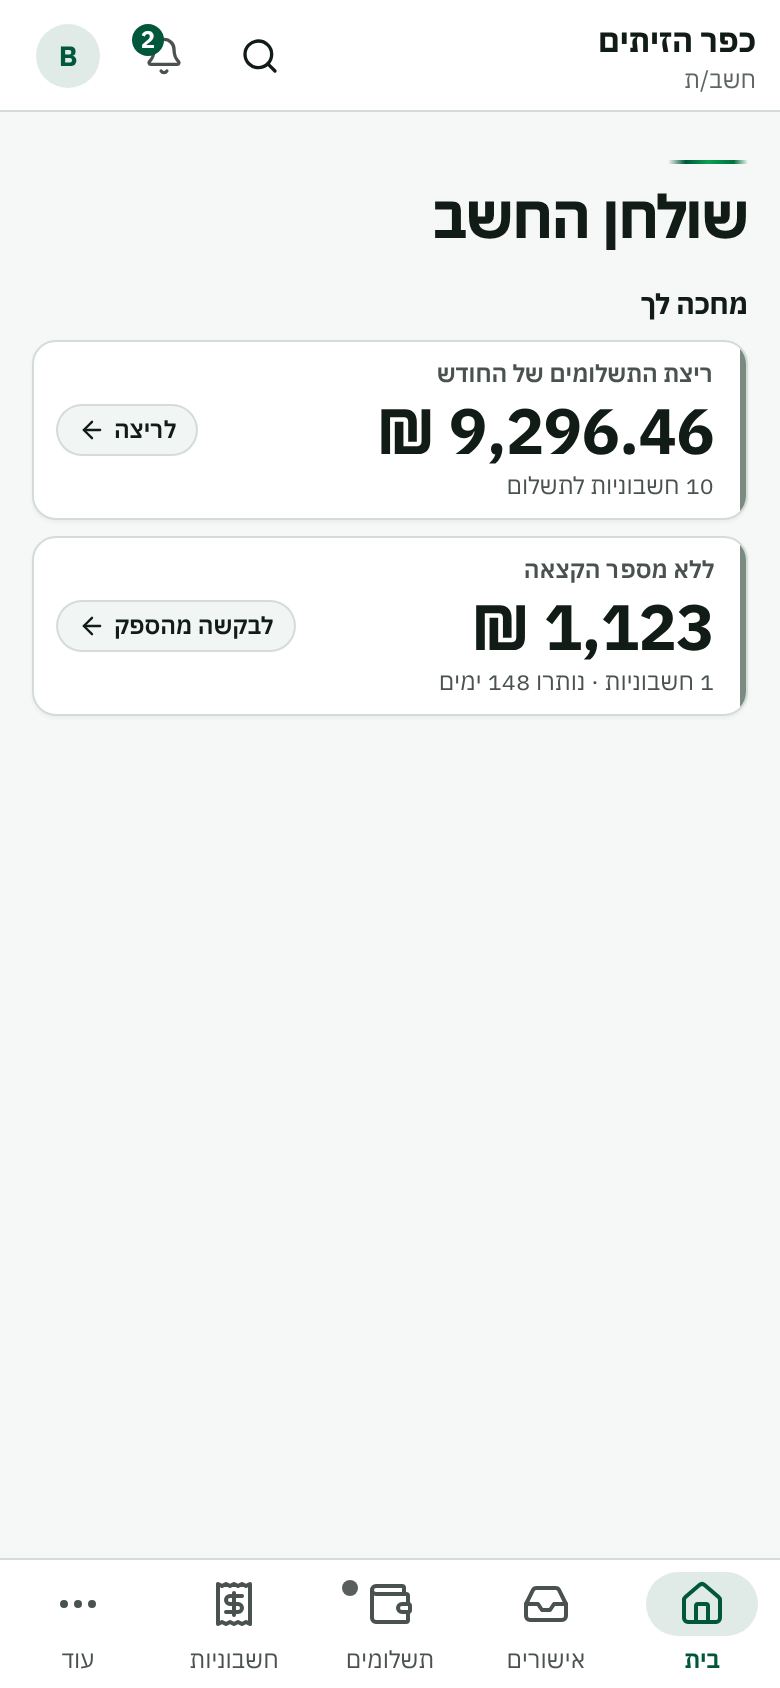 כפר הזיתים
חשב/ת
2
B
שולחן החשב
מחכה לך
ריצת התשלומים של החודש
9,296.46 ₪
10 חשבוניות לתשלום
לריצה ←
ללא מספר הקצאה
1,123 ₪
1 חשבוניות · נותרו 148 ימים
לבקשה מהספק ←
בית
אישורים
תשלומים
חשבוניות
עוד